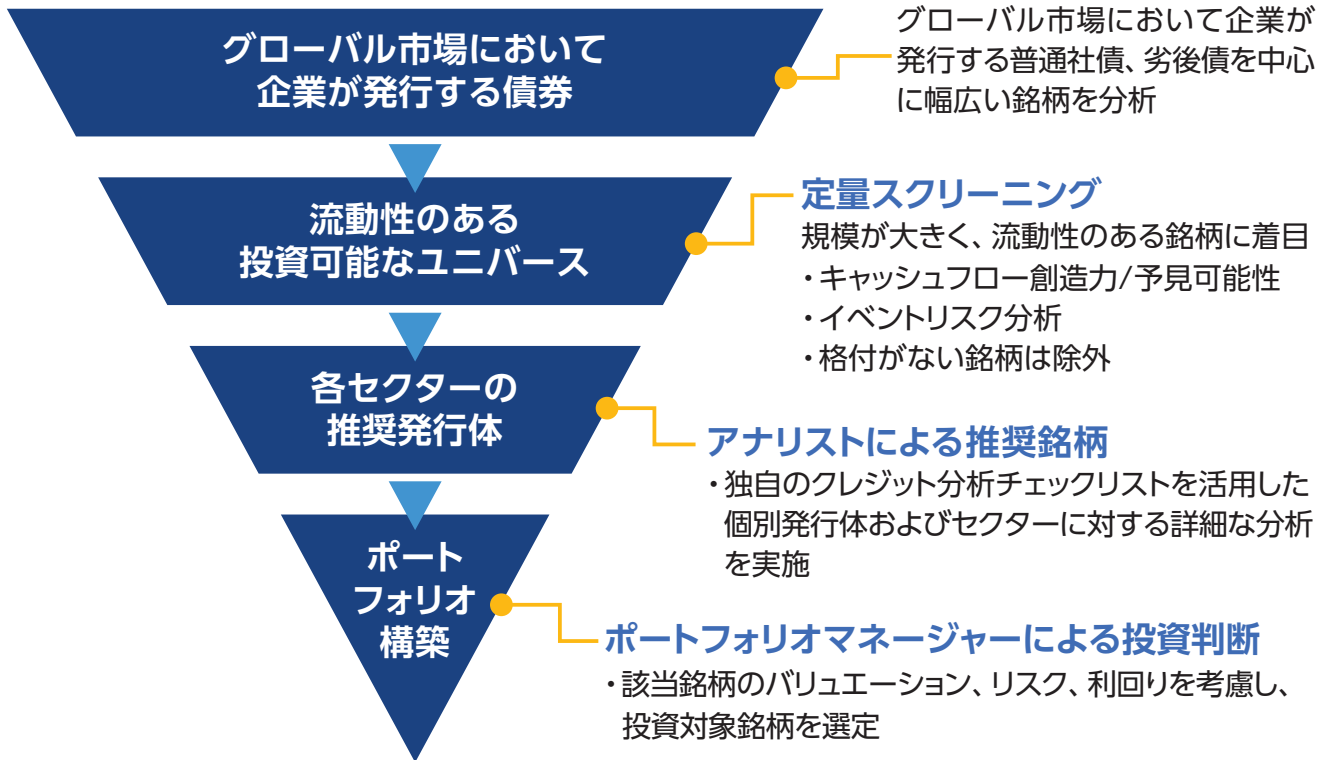 グローバル市場において
企業が発行する債券
グローバル市場において企業が
発行する普通社債、劣後債を中心
に幅広い銘柄を分析
流動性のある
投資可能なユニバース
定量スクリーニング
規模が大きく、流動性のある銘柄に着目
・キャッシュフロー創造力/予見可能性
・イベントリスク分析
・格付がない銘柄は除外
各セクターの
推奨発行体
アナリストによる推奨銘柄
・独自のクレジット分析チェックリストを活用した
個別発行体およびセクターに対する詳細な分析
を実施
ポート
フォリオ
構築
ポートフォリオマネージャーによる投資判断
・該当銘柄のバリュエーション、リスク、利回りを考慮し、
投資対象銘柄を選定